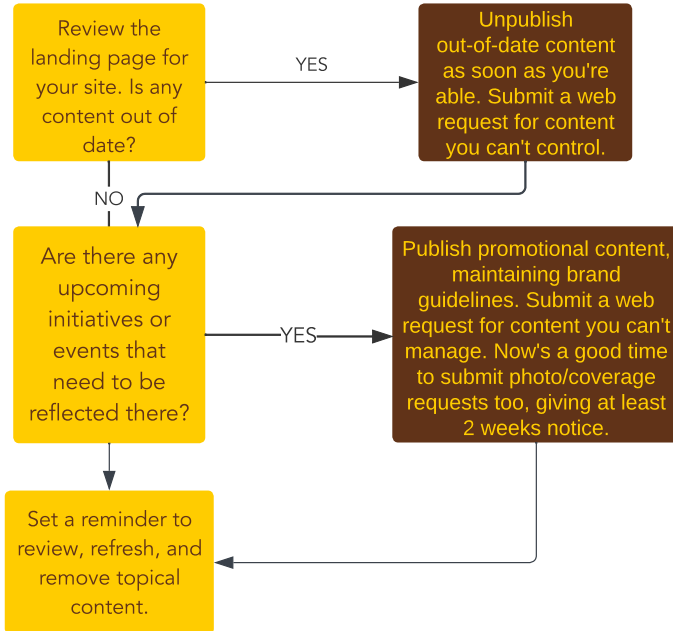 Review the
landing page for
your site. Is any
content out of
date?
YES
Unpublish
out-of-date content
as soon as you're
able. Submit a web
request for content
you can't control.
NO
Are there any
upcoming
initiatives or
events that
need to be
reflected there?
YES
Publish promotional content,
maintaining brand
guidelines. Submit a web
request for content you can't
manage. Now's a good time
to submit photo/coverage
requests too, giving at least
2 weeks notice.
Set a reminder to
review, refresh, and
remove topical
content.